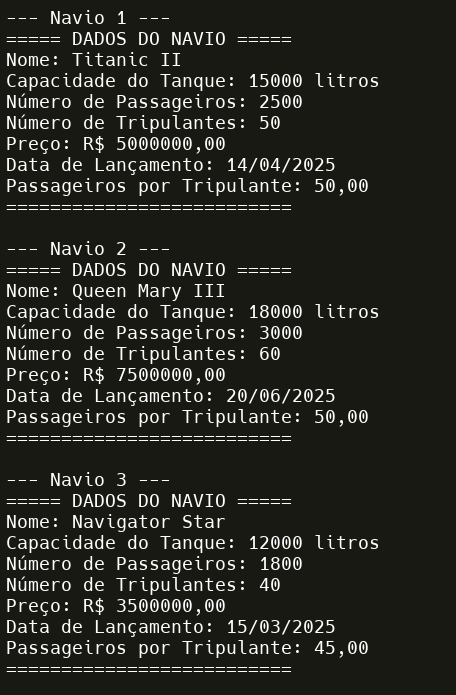 --- Navio 1 ---
===== DADOS DO NAVIO =====
Nome: Titanic II
Capacidade do Tanque: 15000 litros
Número de Passageiros: 2500
Número de Tripulantes: 50
Preço: R$ 5000000,00
Data de Lançamento: 14/04/2025
Passageiros por Tripulante: 50,00
==========================

--- Navio 2 ---
===== DADOS DO NAVIO =====
Nome: Queen Mary III
Capacidade do Tanque: 18000 litros
Número de Passageiros: 3000
Número de Tripulantes: 60
Preço: R$ 7500000,00
Data de Lançamento: 20/06/2025
Passageiros por Tripulante: 50,00
==========================

--- Navio 3 ---
===== DADOS DO NAVIO =====
Nome: Navigator Star
Capacidade do Tanque: 12000 litros
Número de Passageiros: 1800
Número de Tripulantes: 40
Preço: R$ 3500000,00
Data de Lançamento: 15/03/2025
Passageiros por Tripulante: 45,00
==========================